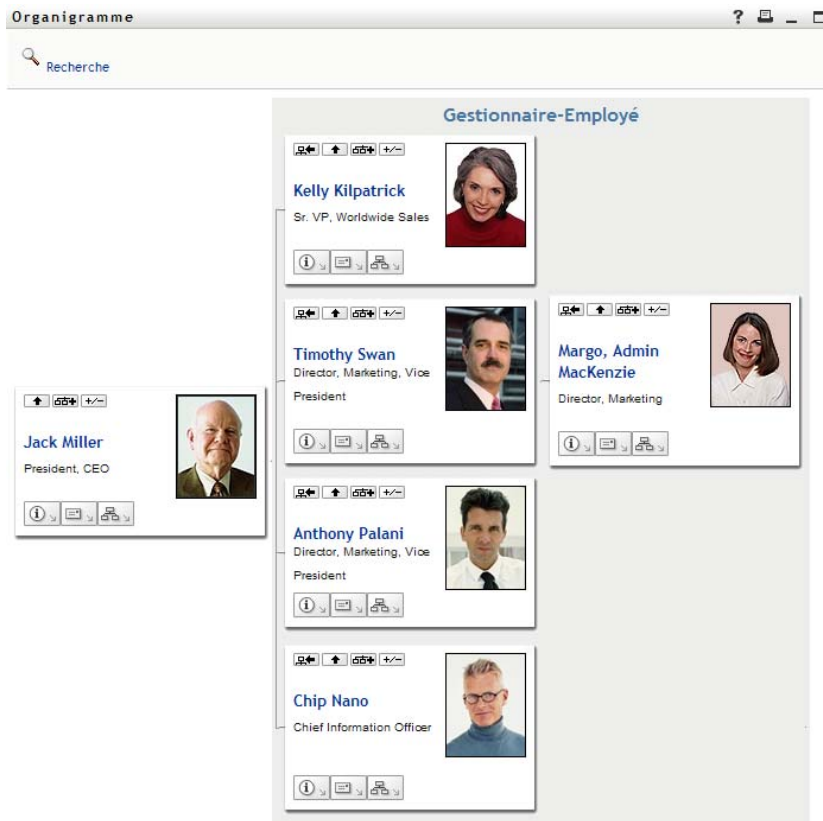 Organigramme
?
Recherche
Gestionnaire-Employé
+/−
Kelly Kilpatrick
Sr. VP, Worldwide Sales
+/−
Timothy Swan
Director, Marketing, Vice
President
+/−
Margo, Admin
MacKenzie
Director, Marketing
+/−
Jack Miller
President, CEO
+/−
Anthony Palani
Director, Marketing, Vice
President
+/−
Chip Nano
Chief Information Officer